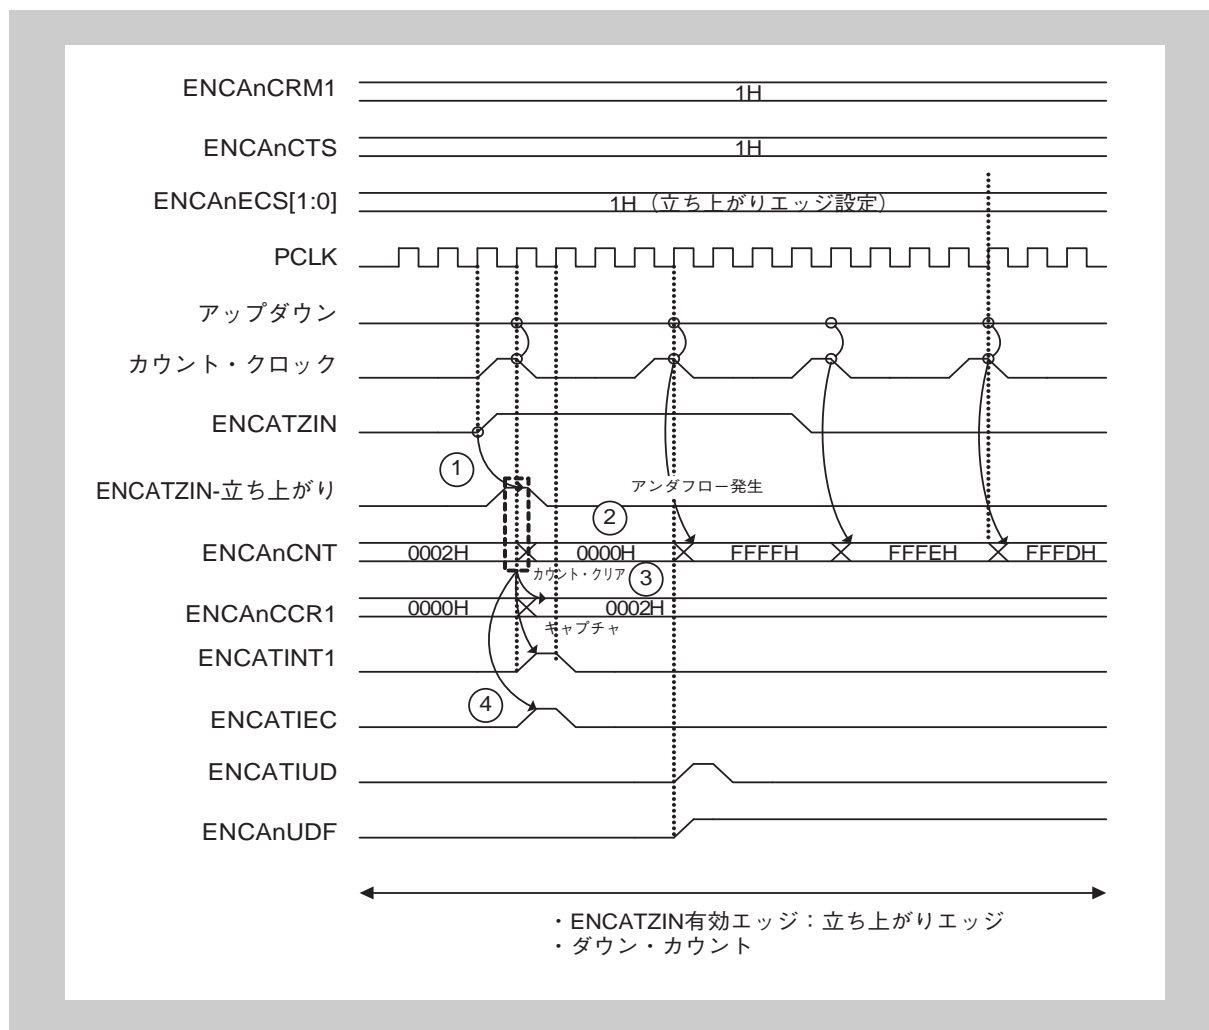 ENCAnCRM1
1H
ENCAnCTS
1H
ENCAnECS[1:0]
1H（立ち上がりエッジ設定）
PCLK
アップダウン
カウント・クロック
ENCATZIN
1
ENCATZIN-立ち上がり
アンダフロー発生
2
ENCAnCNT
0002H
0000H
FFFFH
FFFEH
FFFDH
カウント・クリア
3
ENCAnCCR1
0000H
0002H
キャプチャ
ENCATINT1
4
ENCATIEC
ENCATIUD
ENCAnUDF
・ENCATZIN有効エッジ：立ち上がりエッジ
・ダウン・カウント